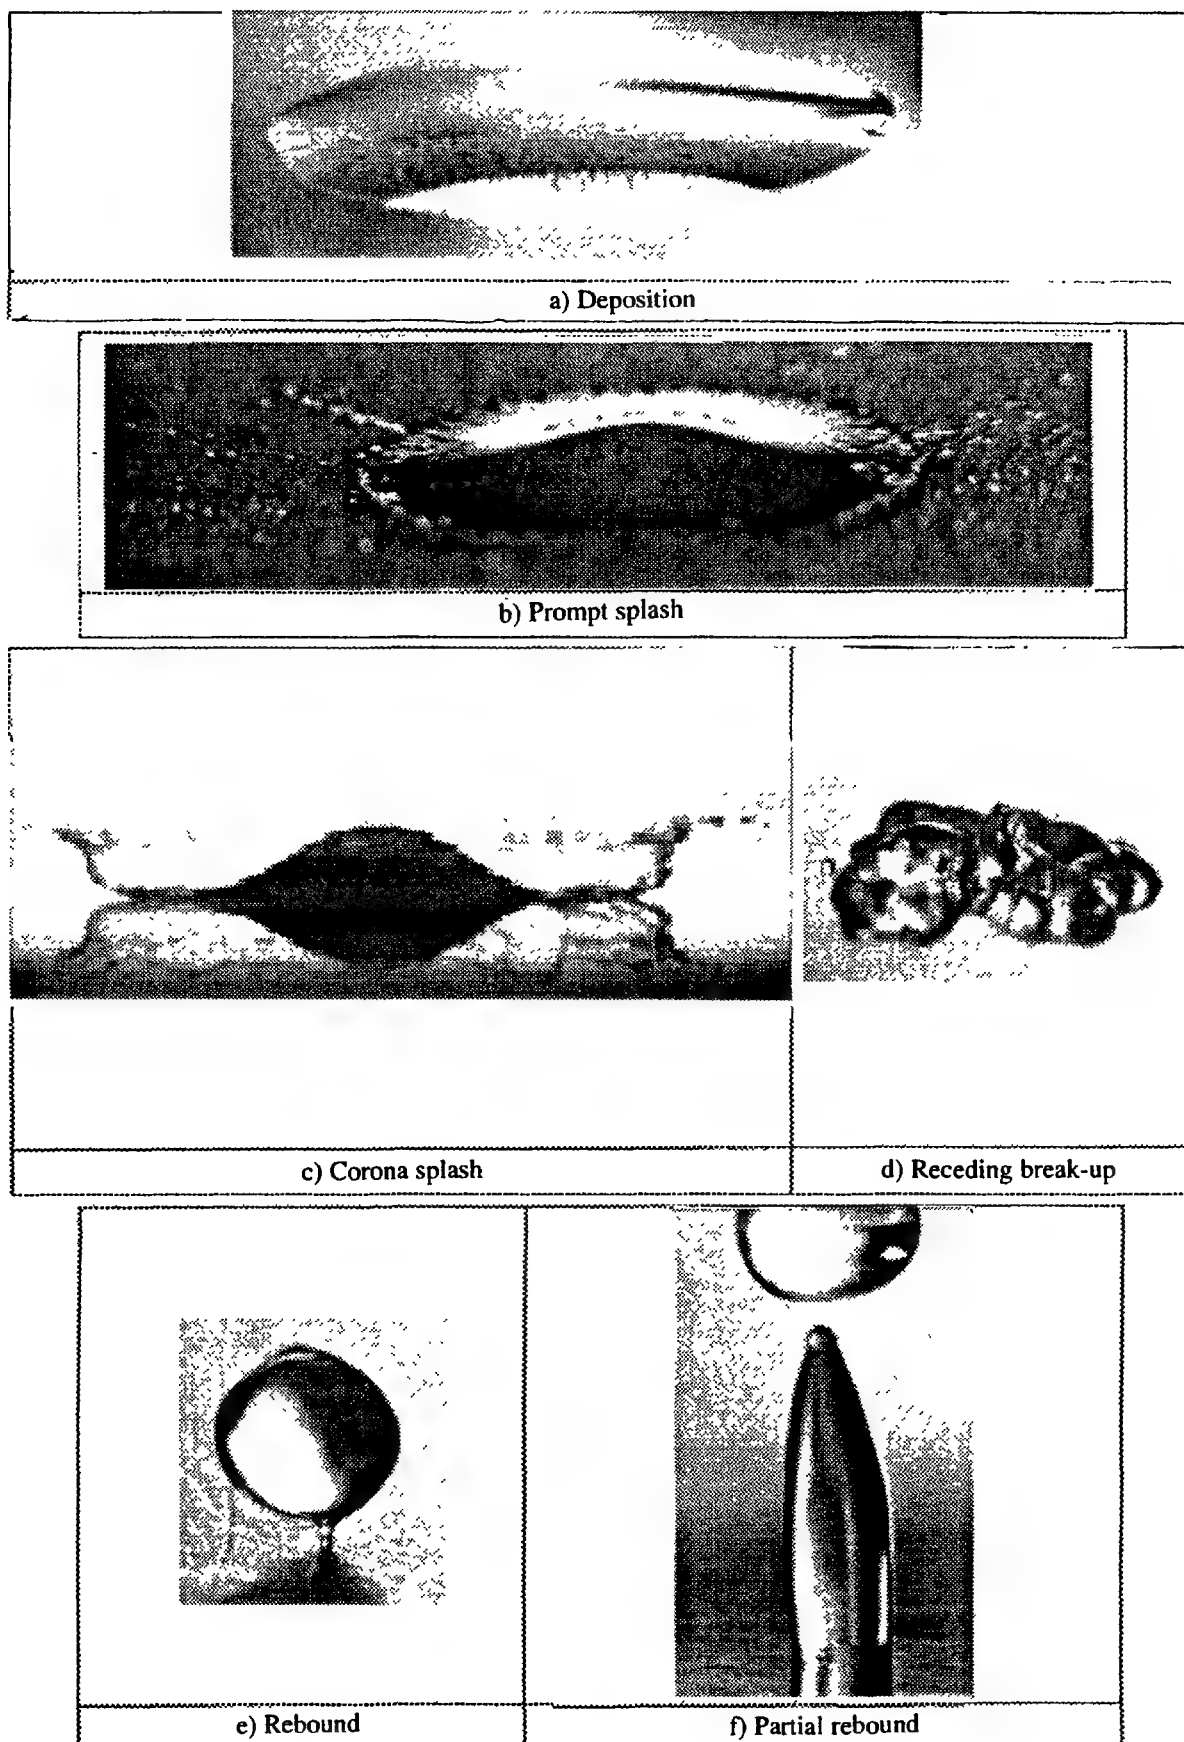 a) Deposition
b) Prompt splash
c) Corona splash
d) Receding break-up
e) Rebound
f) Partial rebound